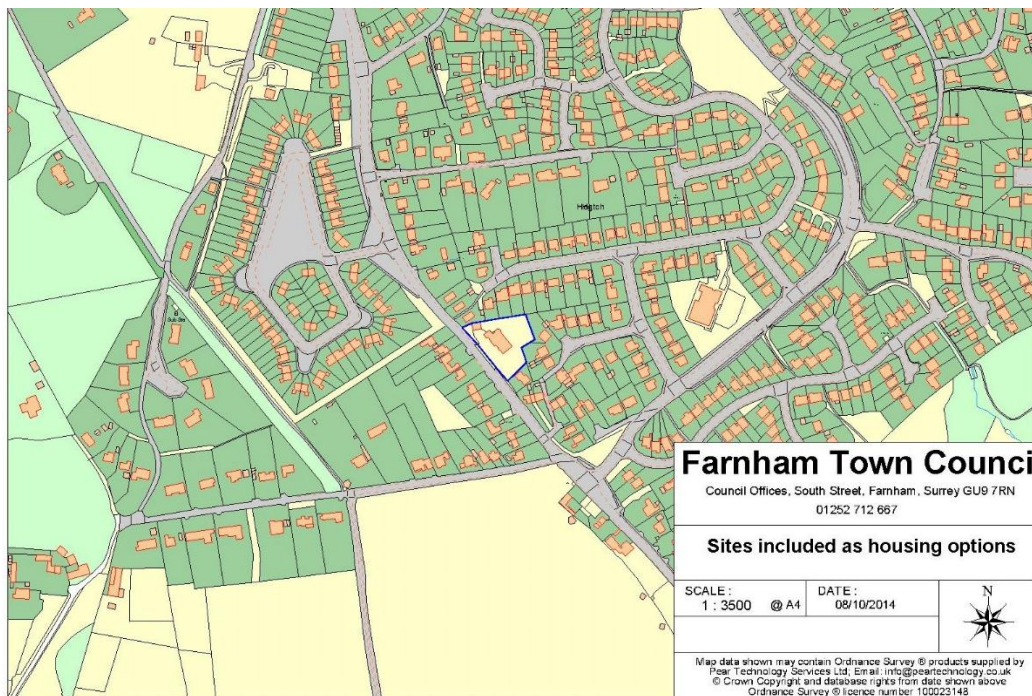 Farnham Town Counci
Council Offices, South Street, Farnham, Surrey GU9 7RN
01252 712 667
Sites included as housing options
SCALE :
1 : 3500 @ A4
DATE :
08/10/2014
N
Map data shown may contain Ordnance Survey ® products supplied by
Pear Technology Services Ltd; Email: info@peartechnology.co.uk
© Crown Copyright and database rights from date shown above
Ordnance Survey ® licence number 100023148